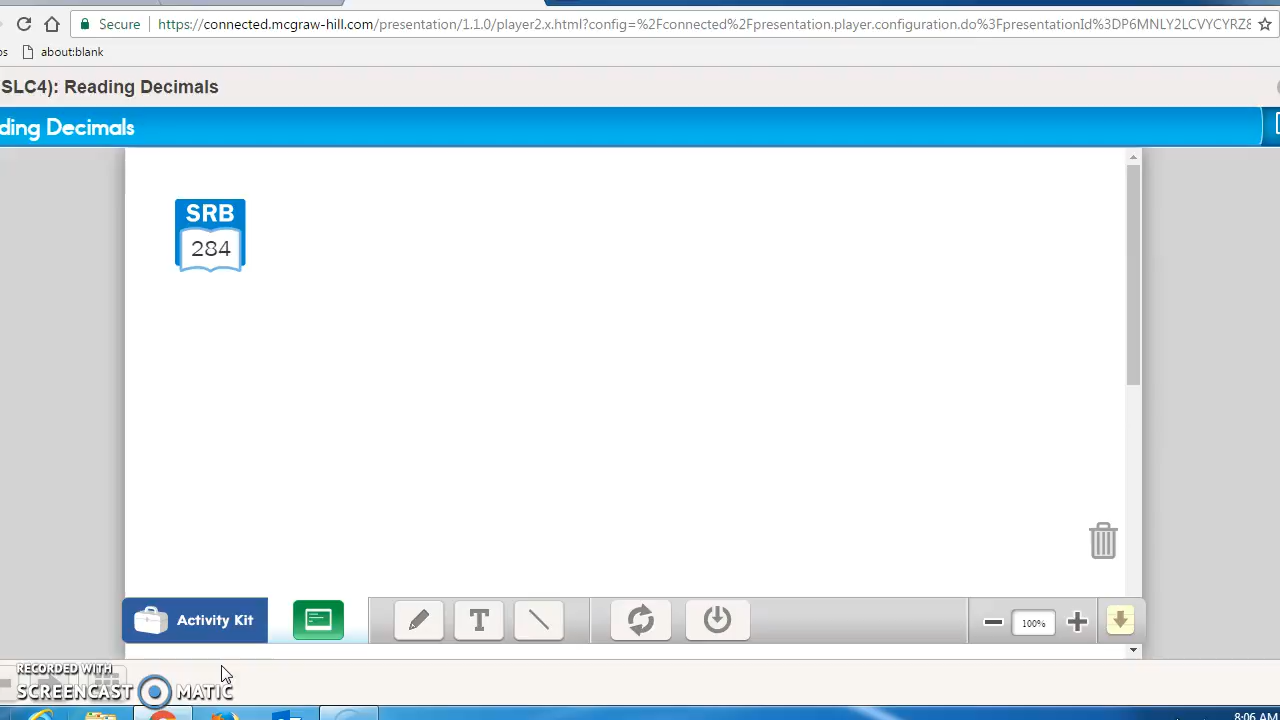 Secure
https://connected.mcgraw-hill.com/presentation/1.1.0/player2.x.html?config=%2Fconnected%2Fpresentation.player.configuration.do%3FpresentationId%3DP6MNLY2LCVYCYRZ8
ps about:blank
SLC4): Reading Decimals
ding Decimals
SRB
284
Activity Kit
T
100%
RECORDED WITH
SCREENCAST MATIC
8:06 AM